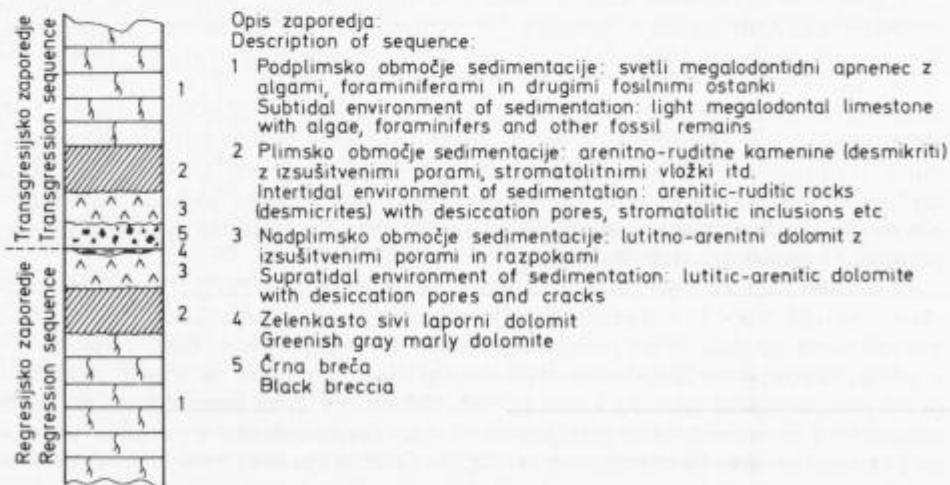 Transgresijsko zaporedje
Transgression sequence
Regresijsko zaporedje
Regression sequence
1
2
3
5
4
3
2
1
Opis zaporedja:
Description of sequence:
1 Podplimsko območje sedimentacije: svetli megalodontidni apnenec z
algami, foraminiferami in drugimi fosilnimi ostanki
Subtidal environment of sedimentation: light megalodontal limestone
with algae, foraminifers and other fossil remains
2 Plimsko območje sedimentacije: arenitno-ruditne kamenine (desmikriti)
z izsušitvenimi porami, stromatolitnimi vložki itd.
Intertidal environment of sedimentation: arenitic-ruditic rocks
(desmicrites) with desiccation pores, stromatolitic inclusions etc.
3 Nadplimsko območje sedimentacije: lutitno-arenitni dolomit z
izsušitvenimi porami in razpokami
Supratidal environment of sedimentation: lutitic-arenitic dolomite
with desiccation pores and cracks
4 Zelenkasto sivi laporni dolomit
Greenish gray marly dolomite
5 Črna breča
Black breccia